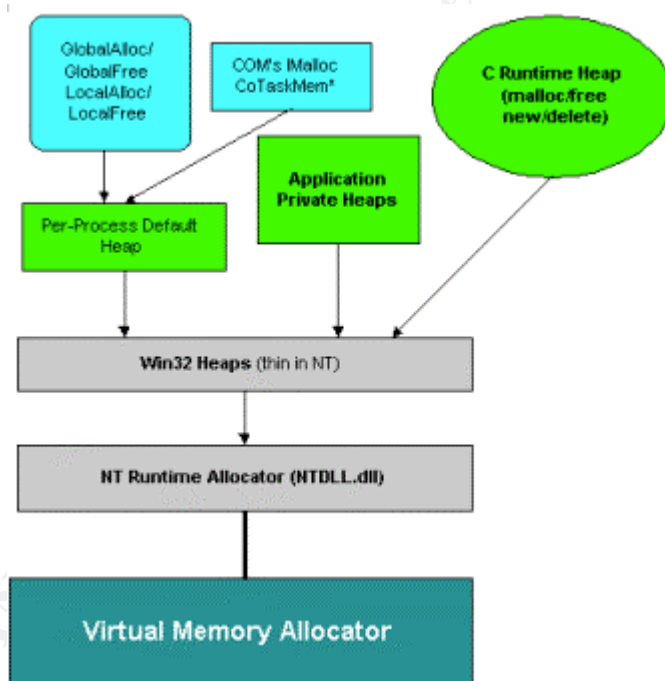 GlobalAlloc/
GlobalFree
LocalAlloc/
LocalFree
COM's IMalloc
CoTaskMem*
C Runtime Heap
(malloc/free
new/delete)
Application
Private Heaps
Per-Process Default
Heap
Win32 Heaps (thin in NT)
NT Runtime Allocator (NTDLL.dll)
Virtual Memory Allocator